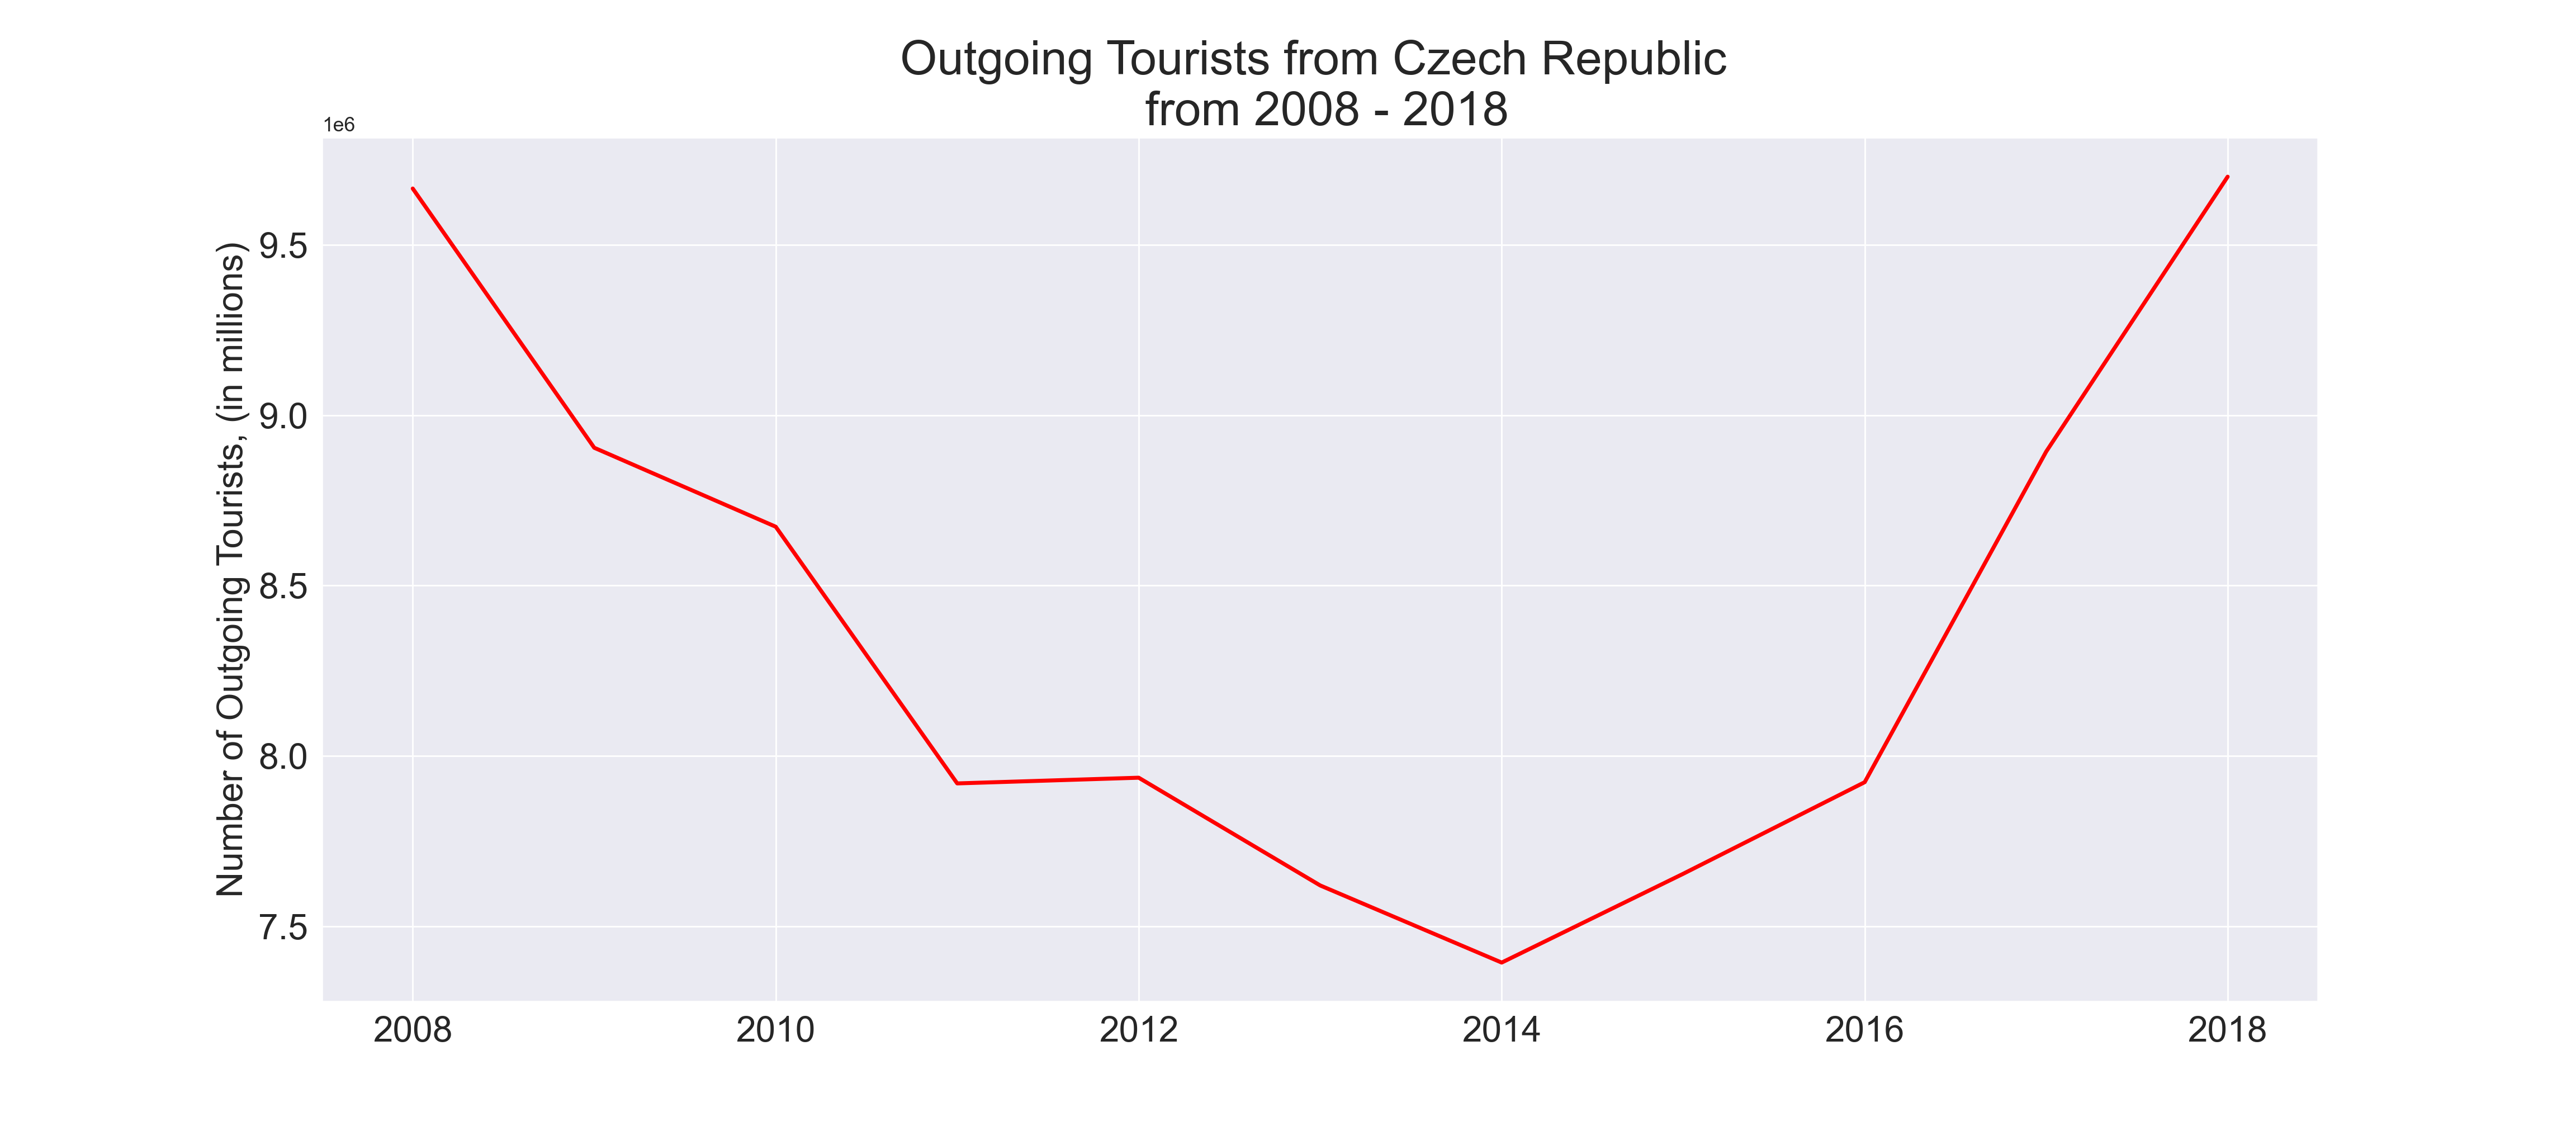 Outgoing Tourists from Czech Republic
from 2008 - 2018
1e6
Number of Outgoing Tourists, (in millions)
9.5
9.0
8.5
8.0
7.5
2008
2010
2012
2014
2016
2018